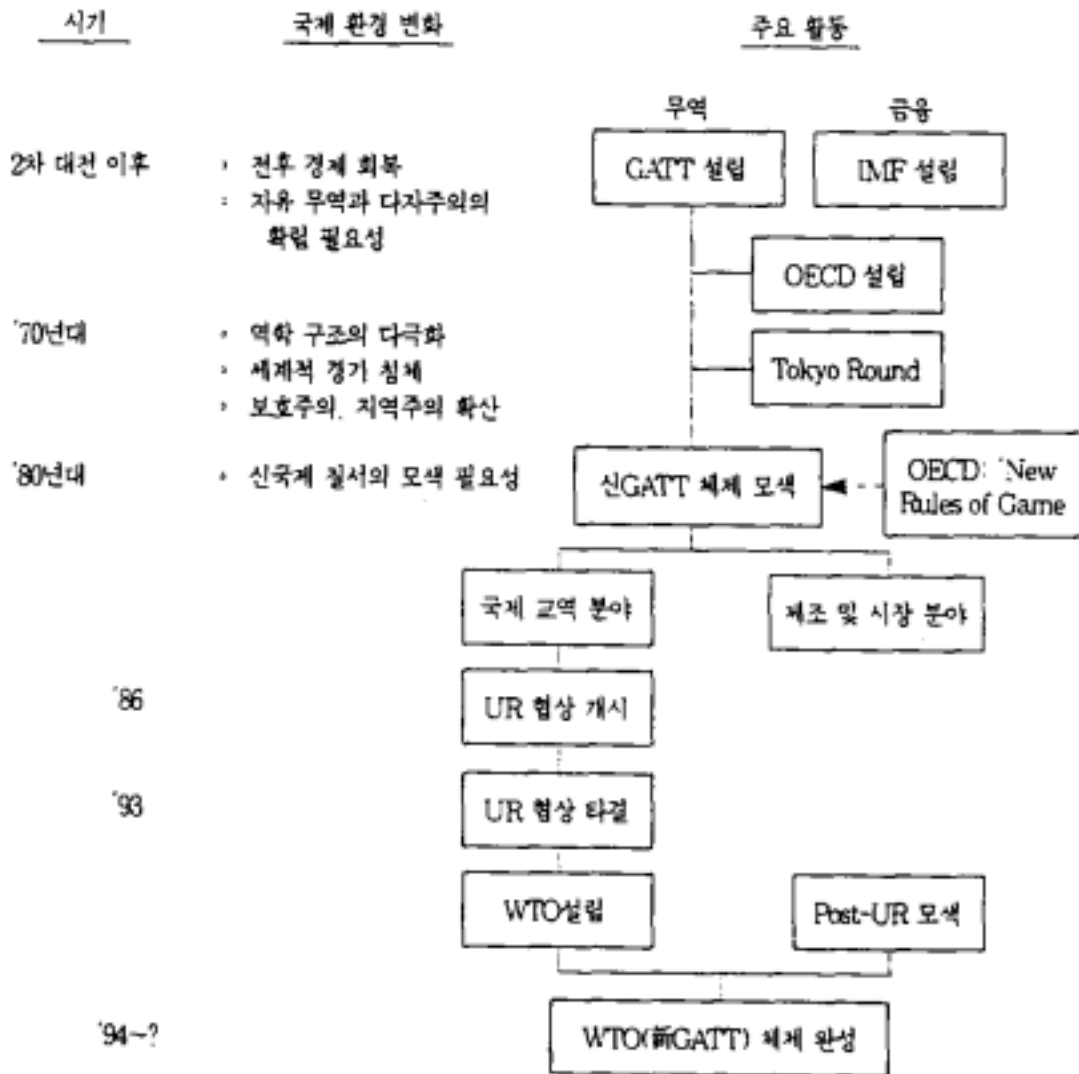 시기 국제 환경 변화 주요 활동
무역 금융
2차 대전 이후 전후 경제 회복 GATT 설립 IMF 설립
자유 무역과 다자주의의
확립 필요성
OECD 설립
'70년대 역학 구조의 다극화
세계적 경기 침체 Tokyo Round
보호주의, 지역주의 확산
'80년대 신국제 질서의 모색 필요성 신GATT 체제 모색 OECD: 'New
Rules of Game
국제 교역 분야 제조 및 시장 분야
'86 UR 협상 개시
'93 UR 협상 타결
WTO설립 Post-UR 모색
'94~? WTO(新GATT) 체제 완성